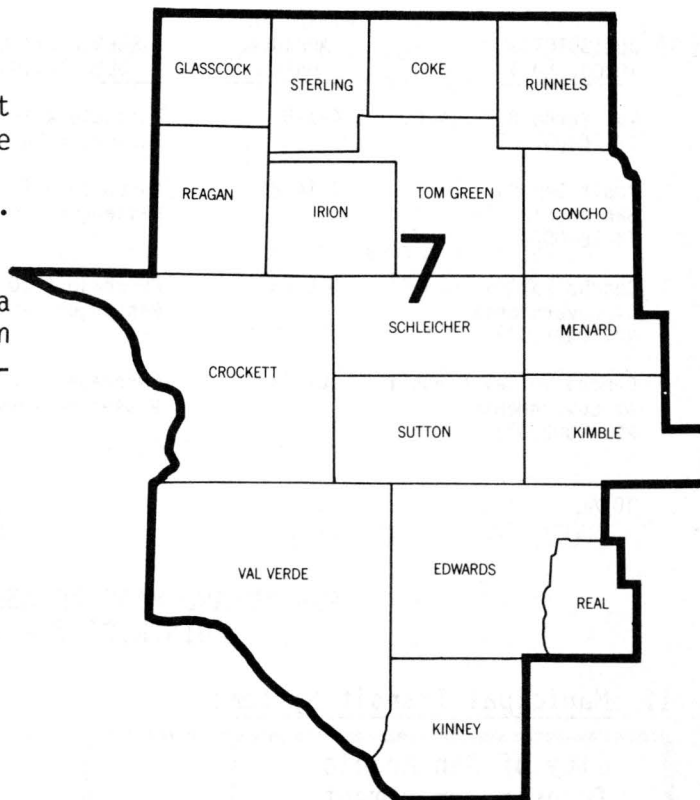 GLASSCOCK
STERLING
COKE
RUNNELS
t
e
REAGAN
IRION
TOM GREEN
CONCHO
.
7
a
n
-
SCHLEICHER
MENARD
CROCKETT
SUTTON
KIMBLE
VAL VERDE
EDWARDS
REAL
KINNEY